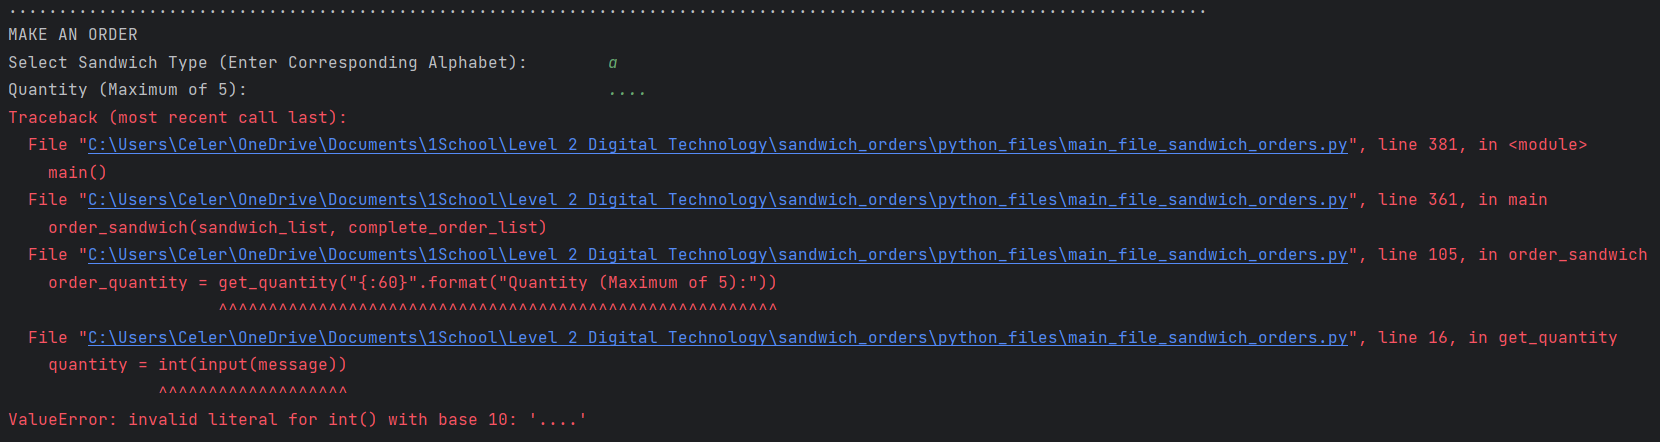 ........................................................................................................................
MAKE AN ORDER
Select Sandwich Type (Enter Corresponding Alphabet):        a
Quantity (Maximum of 5):                                    ....
Traceback (most recent call last):
  File "C:\Users\Celer\OneDrive\Documents\1School\Level 2 Digital Technology\sandwich_orders\python_files\main_file_sandwich_orders.py", line 381, in <module>
    main()
  File "C:\Users\Celer\OneDrive\Documents\1School\Level 2 Digital Technology\sandwich_orders\python_files\main_file_sandwich_orders.py", line 361, in main
    order_sandwich(sandwich_list, complete_order_list)
  File "C:\Users\Celer\OneDrive\Documents\1School\Level 2 Digital Technology\sandwich_orders\python_files\main_file_sandwich_orders.py", line 105, in order_sandwich
    order_quantity = get_quantity("{:60}".format("Quantity (Maximum of 5):"))
                     ^^^^^^^^^^^^^^^^^^^^^^^^^^^^^^^^^^^^^^^^^^^^^^^^^^^^^^^^
  File "C:\Users\Celer\OneDrive\Documents\1School\Level 2 Digital Technology\sandwich_orders\python_files\main_file_sandwich_orders.py", line 16, in get_quantity
    quantity = int(input(message))
               ^^^^^^^^^^^^^^^^^^^
ValueError: invalid literal for int() with base 10: '....'